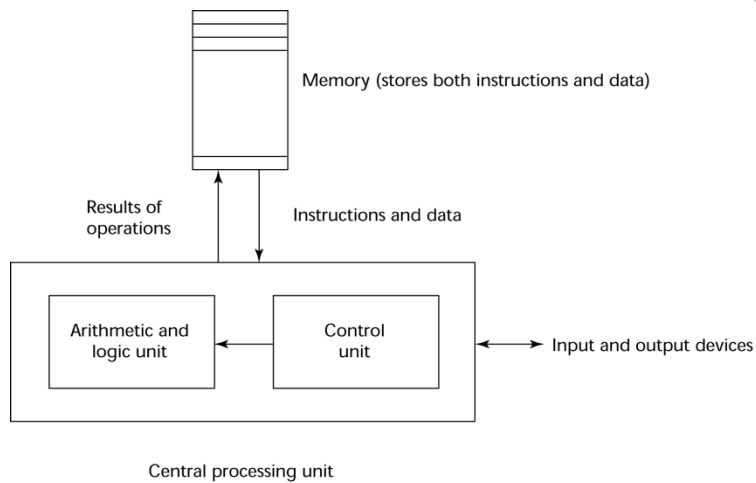 Memory (stores both instructions and data)
Results of
operations
Instructions and data
Arithmetic and
logic unit
Control
unit
Input and output devices
Central processing unit